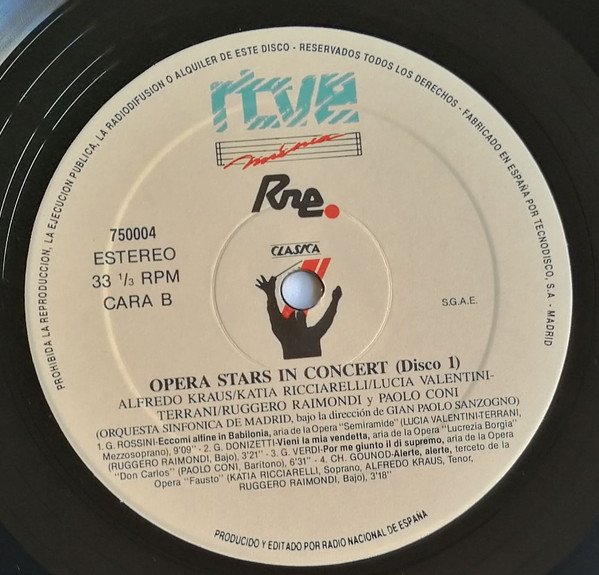 PROHIBIDA LA REPRODUCCION, LA EJECUCION PUBLICA, LA RADIODIFUSION O ALQUILER DE ESTE DISCO - RESERVADOS TODOS LOS DERECHOS - FABRICADO EN ESPAÑA POR TECNODISCO, S.A - MADRID
rtve
música
Rne.
CLASICA
750004
ESTEREO
33 1/3 RPM
CARA B
S.G.A.E.
OPERA STARS IN CONCERT (Disco 1)
ALFREDO KRAUS/KATIA RICCIARELLI/LUCIA VALENTINI-
TERRANI/RUGGERO RAIMONDI y PAOLO CONI
(ORQUESTA SINFONICA DE MADRID, bajo la dirección de GIAN PAOLO SANZOGNO)
1. G. ROSSINI-Eccomi alfine in Babilonia, aria de la Opera "Semiramide" (LUCIA VALENTINI-TERRANI,
Mezzosoprano), 9'09" - 2. G. DONIZETTI-Vieni la mia vendetta, aria de la Opera "Lucrezia Borgia"
(RUGGERO RAIMONDI, Bajo), 3'21" - 3. G. VERDI-Por me giunto il di supremo, aria de la Opera
"Don Carlos" (PAOLO CONI, Baritono), 6'31" - 4. CH. GOUNOD-Alerte, alerte, terceto de la
Opera "Fausto" (KATIA RICCIARELLI, Soprano, ALFREDO KRAUS, Tenor,
RUGGERO RAIMONDI, Bajo), 3'18"
PRODUCIDO Y EDITADO POR RADIO NACIONAL DE ESPAÑA